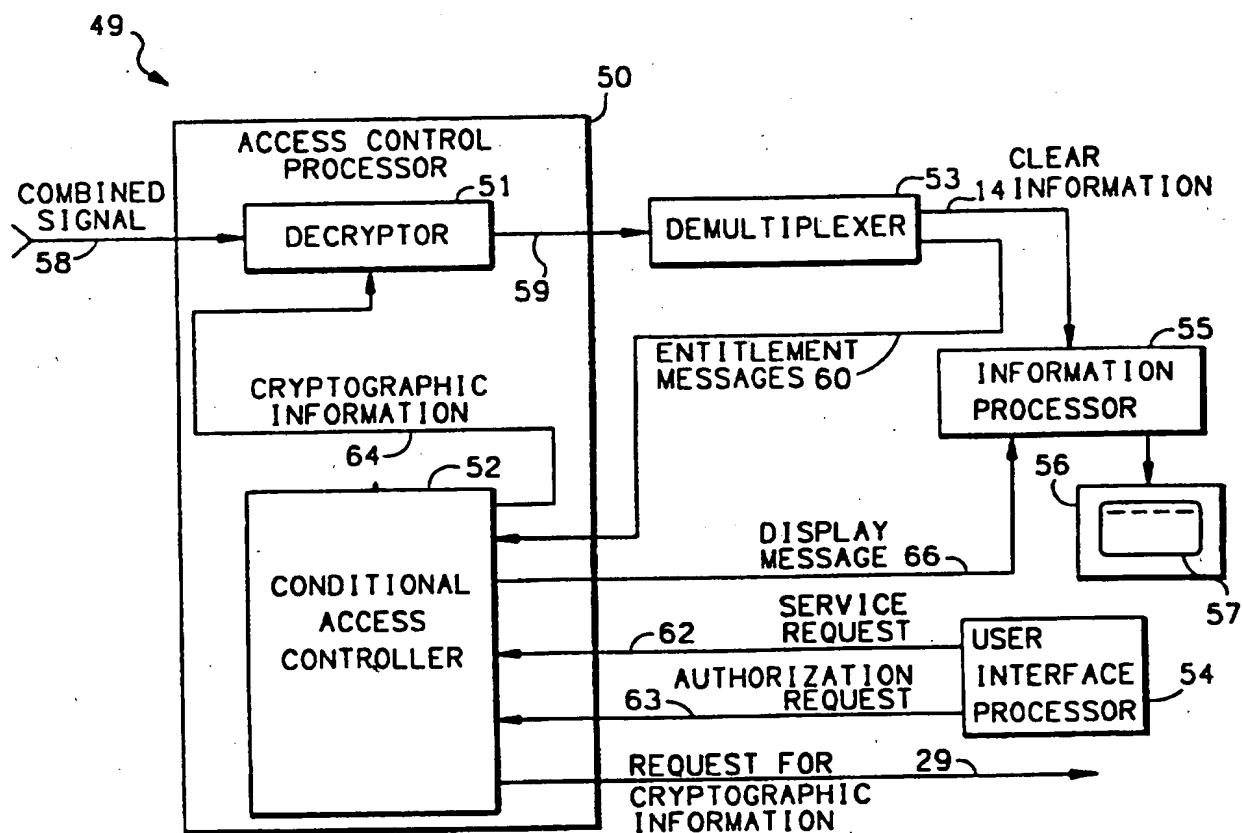 49
50
ACCESS CONTROL
PROCESSOR
COMBINED
SIGNAL
58
51
DECRYPTOR
59
53
DEMULTIPLEXER
CLEAR
14 INFORMATION
ENTITLEMENT
MESSAGES 60
55
INFORMATION
PROCESSOR
CRYPTOGRAPHIC
INFORMATION
64
52
CONDITIONAL
ACCESS
CONTROLLER
56
57
DISPLAY
MESSAGE 66
SERVICE
REQUEST
62
AUTHORIZATION
REQUEST
63
USER
INTERFACE
PROCESSOR
54
REQUEST FOR
CRYPTOGRAPHIC
INFORMATION
29